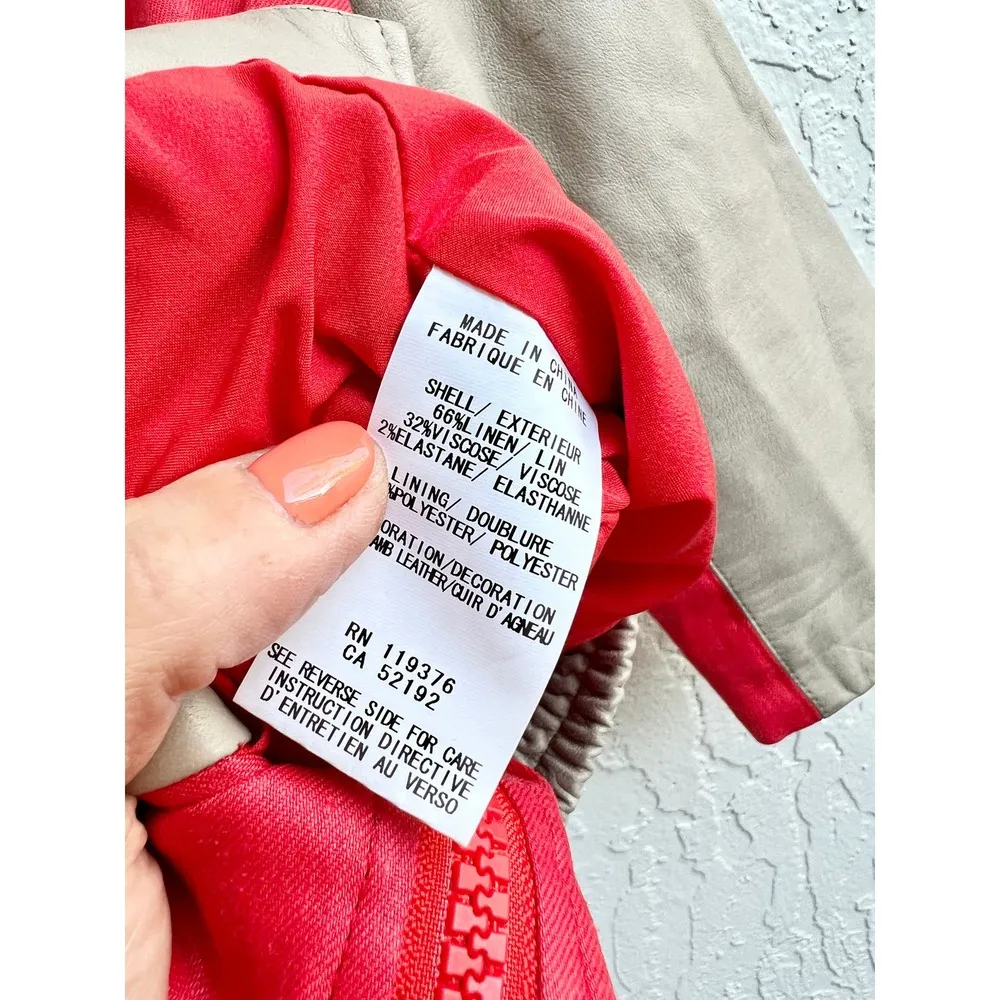 MADE IN CHINA
FABRIQUE EN CHINE
SHELL/ EXTERIEUR
66%LINEN/ LIN
32%VISCOSE/ VISCOSE
2%ELASTANE/ ELASTHANNE
LINING/ DOUBLURE
%POLYESTER/ POLYESTER
ORATION/DECORATION
AMB LEATHER/CUIR D'AGNEAU
RN 119376
CA 52192
SEE REVERSE SIDE FOR CARE
INSTRUCTION DIRECTIVE
D'ENTRETIEN AU VERSO